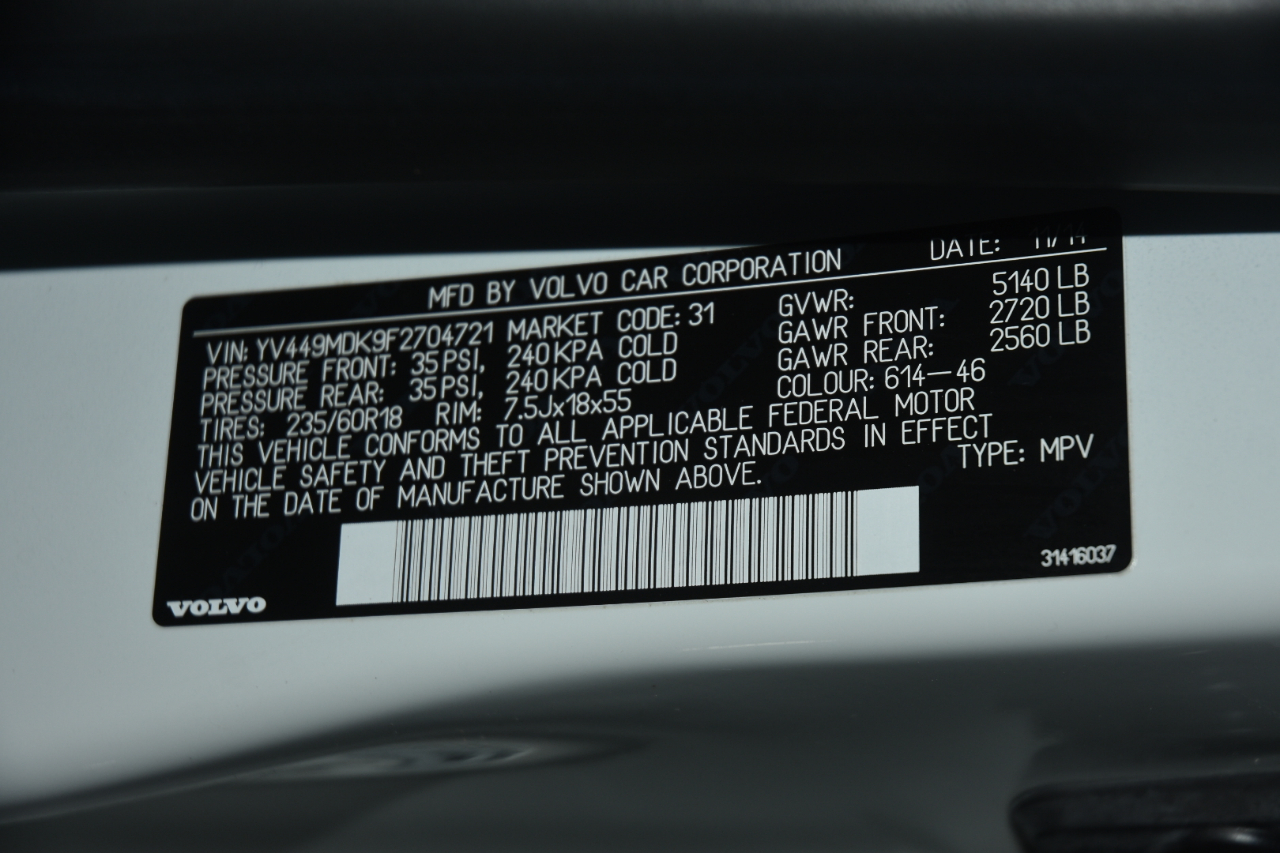 MFD BY VOLVO CAR CORPORATION DATE: 11/14
VIN: YV449MDK9F2704721 MARKET CODE: 31 GVWR: 5140 LB
PRESSURE FRONT: 35 PSI, 240 KPA COLD GAWR FRONT: 2720 LB
PRESSURE REAR: 35 PSI, 240 KPA COLD GAWR REAR: 2560 LB
TIRES: 235/60R18 RIM: 7.5Jx18x55 COLOUR: 614-46
THIS VEHICLE CONFORMS TO ALL APPLICABLE FEDERAL MOTOR
VEHICLE SAFETY AND THEFT PREVENTION STANDARDS IN EFFECT
ON THE DATE OF MANUFACTURE SHOWN ABOVE. TYPE: MPV
31416037
VOLVO